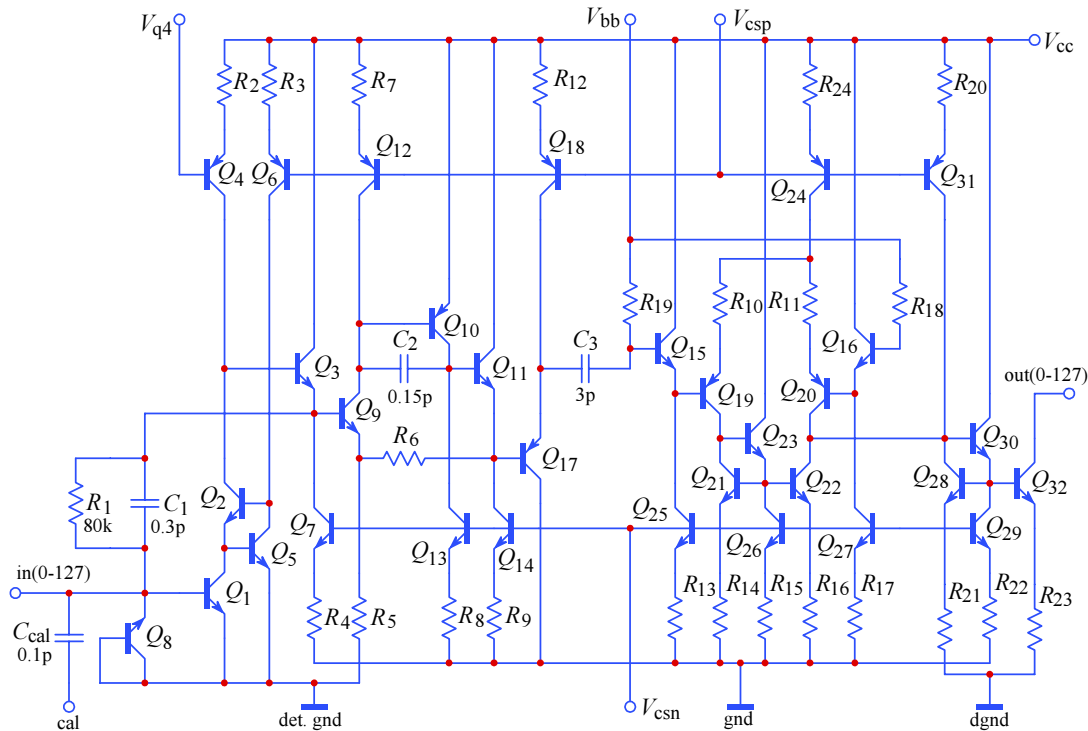 Vq4
Vbb
Vcsp
Vcc
R2
R3
R7
R12
R24
R20
Q4
Q6
Q12
Q18
Q24
Q31
R19
R10
R11
R18
Q10
Q3
C2
0.15p
Q11
C3
3p
Q15
Q16
Q9
Q19
Q20
out(0-127)
R6
Q17
Q23
Q30
R1
80k
C1
0.3p
Q2
Q21
Q22
Q28
Q32
Q7
Q5
Q13
Q14
Q25
Q26
Q27
Q29
in(0-127)
Q1
Ccal
0.1p
Q8
R4
R5
R8
R9
R13
R14
R15
R16
R17
R21
R22
R23
cal
det. gnd
Vcsn
gnd
dgnd